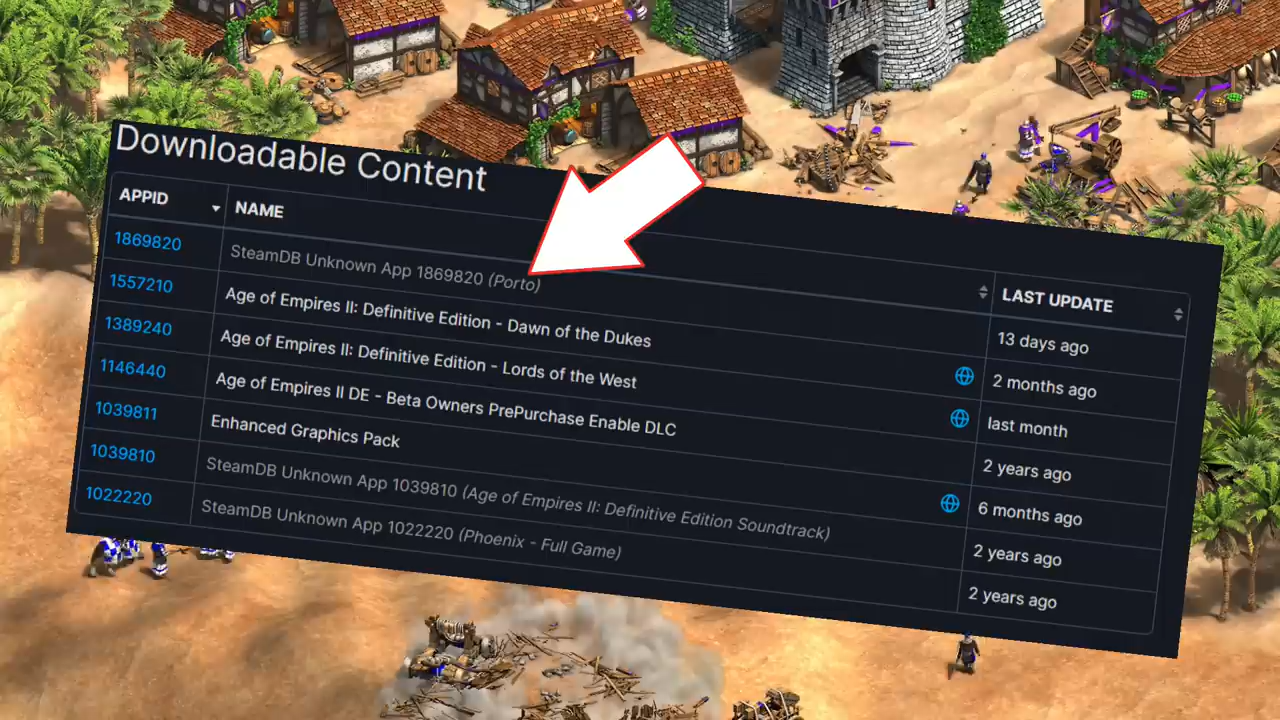 Downloadable Content
APPID NAME LAST UPDATE
1869820 SteamDB Unknown App 1869820 (Porto) 13 days ago
1557210 Age of Empires II: Definitive Edition - Dawn of the Dukes 2 months ago
1389240 Age of Empires II: Definitive Edition - Lords of the West last month
1146440 Age of Empires II DE - Beta Owners PrePurchase Enable DLC 2 years ago
1039811 Enhanced Graphics Pack 6 months ago
1039810 SteamDB Unknown App 1039810 (Age of Empires II: Definitive Edition Soundtrack) 2 years ago
1022220 SteamDB Unknown App 1022220 (Phoenix - Full Game) 2 years ago